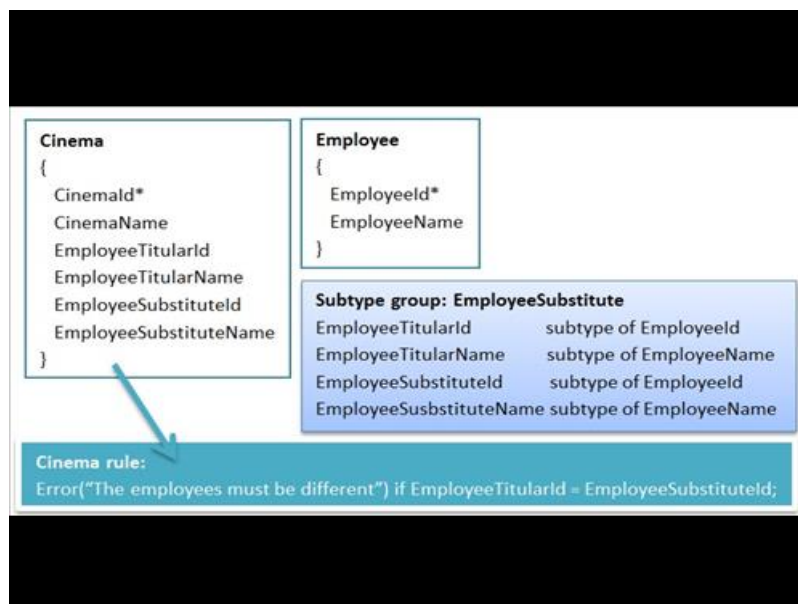 Cinema
{
CinemaId*
CinemaName
EmployeeTitularId
EmployeeTitularName
EmployeeSubstituteId
EmployeeSubstituteName
}
Employee
{
EmployeeId*
EmployeeName
}
Subtype group: EmployeeSubstitute
EmployeeTitularId subtype of EmployeeId
EmployeeTitularName subtype of EmployeeName
EmployeeSubstituteId subtype of EmployeeId
EmployeeSusbstituteName subtype of EmployeeName
Cinema rule:
Error("The employees must be different") if EmployeeTitularId = EmployeeSubstituteId;